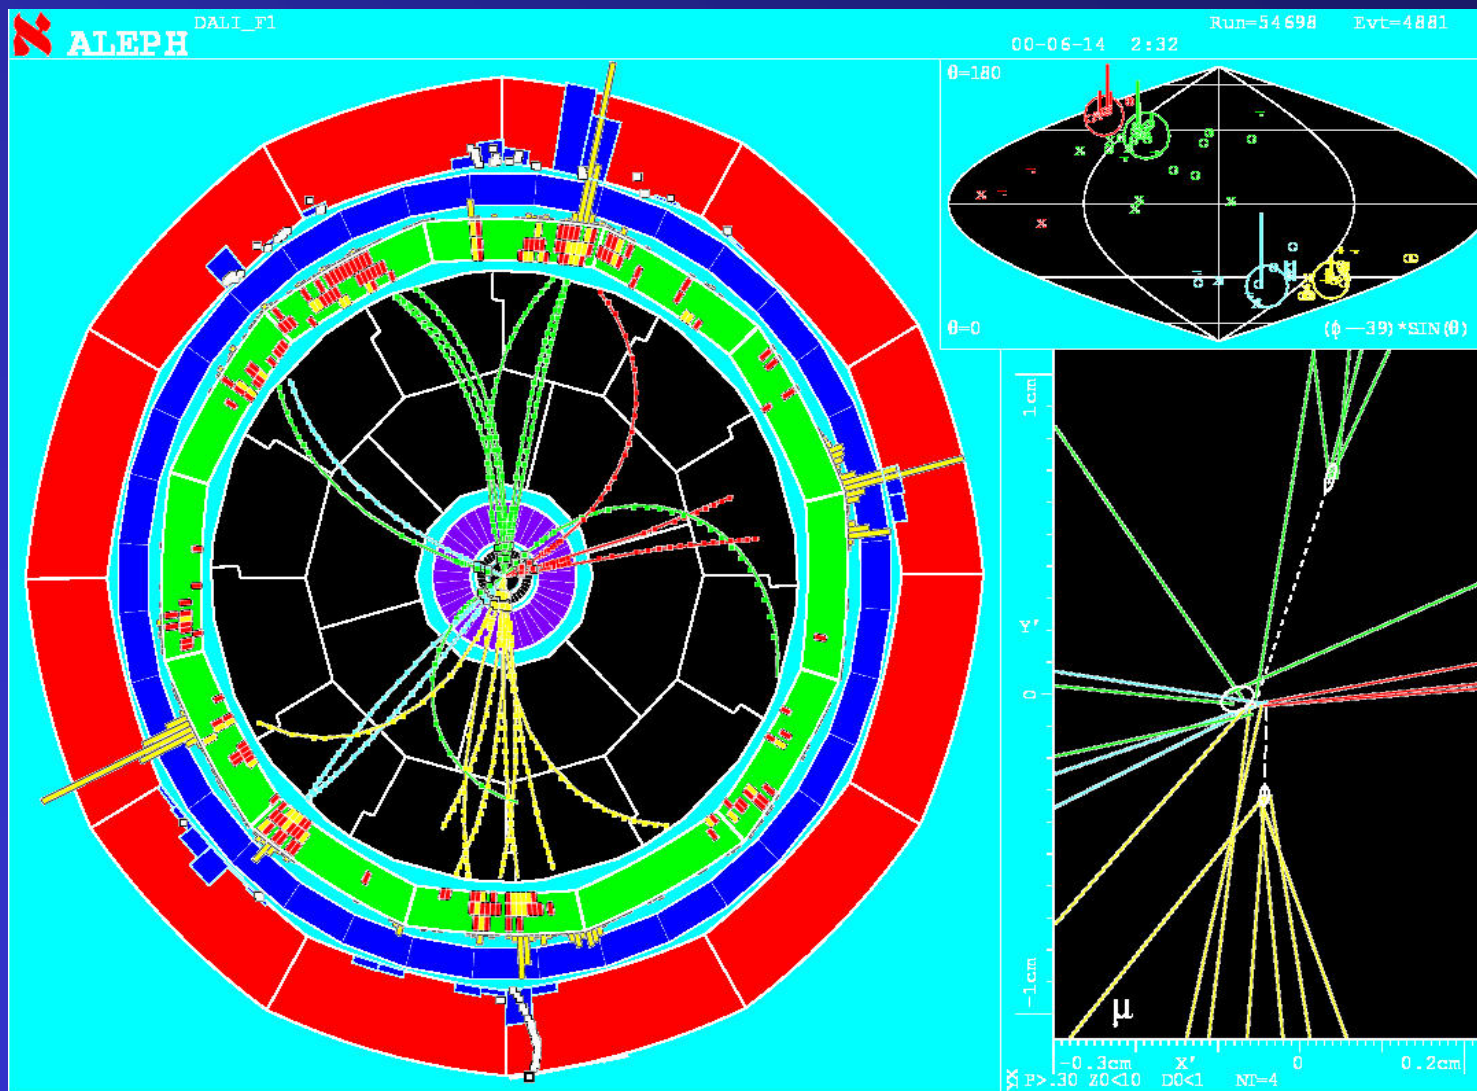 DALI_F1
ALEPH
Run=54698 Evt=4881
00-06-14 2:32
θ=180
θ=0
(ϕ-39)*SIN(θ)
1cm
Y'
0
-1cm
μ
-0.3cm X' 0 0.2cm
YX P>.30 Z0<10 D0<1 NT=4